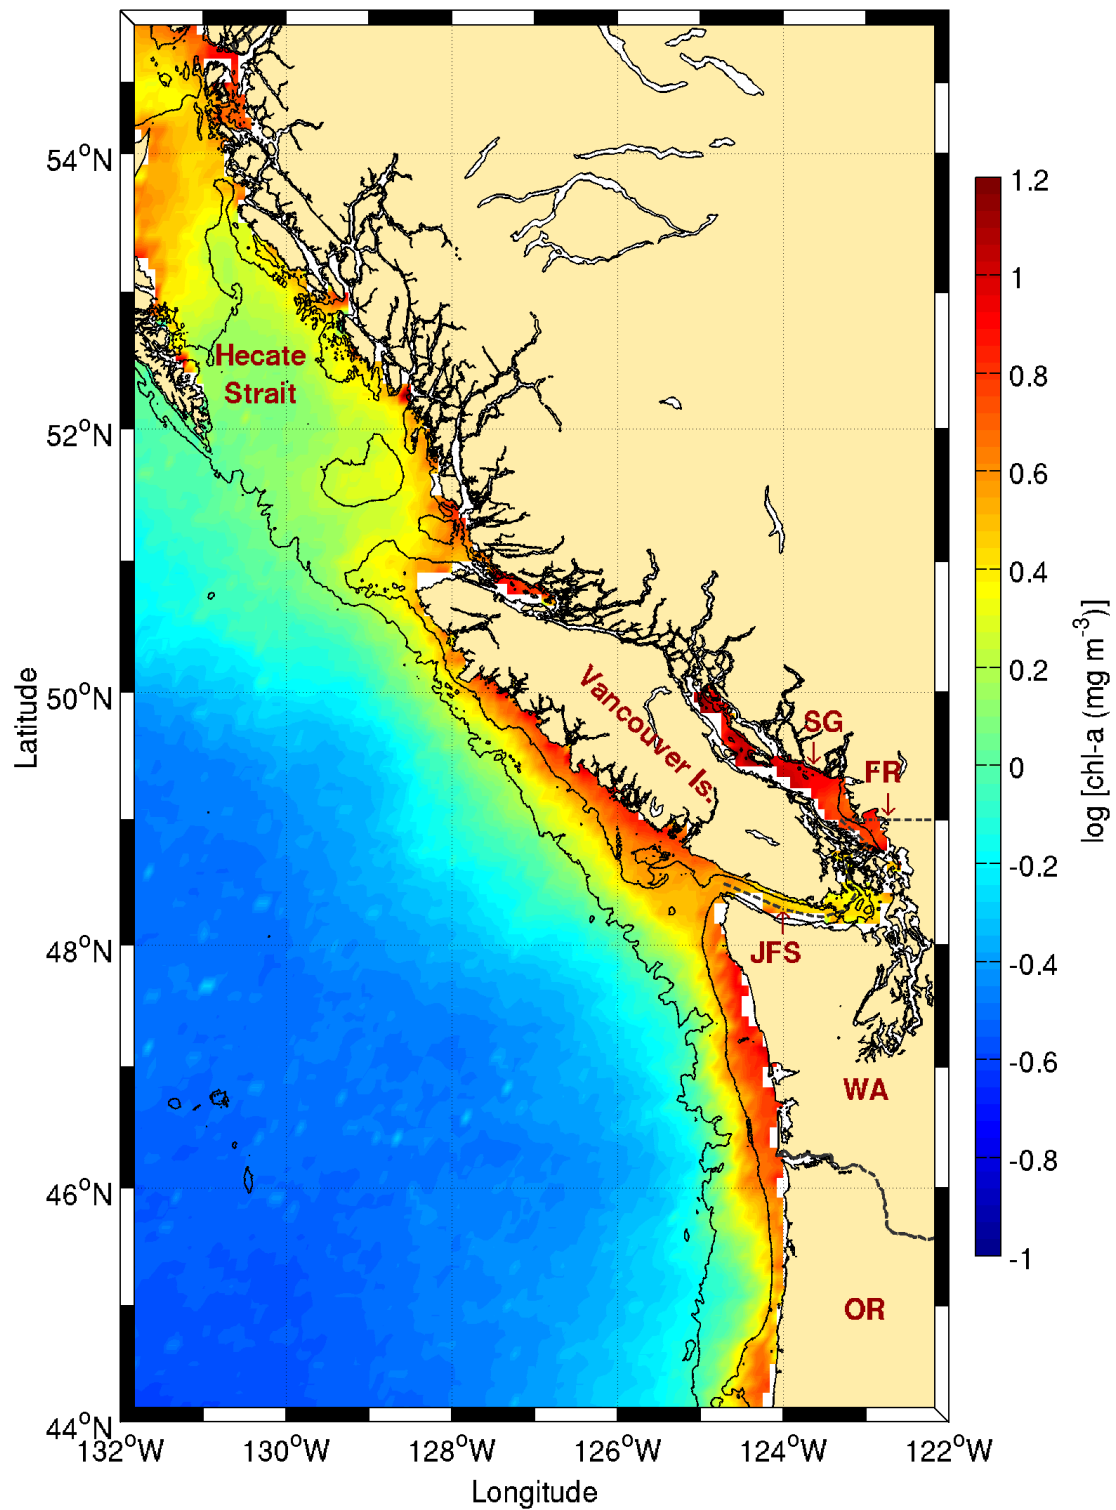 54°N
52°N
50°N
48°N
46°N
44°N
Latitude
132°W
130°W
128°W
126°W
124°W
122°W
Longitude
Hecate
Strait
Vancouver Is.
SG
FR
JFS
WA
OR
1.2
1
0.8
0.6
0.4
0.2
0
-0.2
-0.4
-0.6
-0.8
-1
log [chl-a (mg m⁻³)]